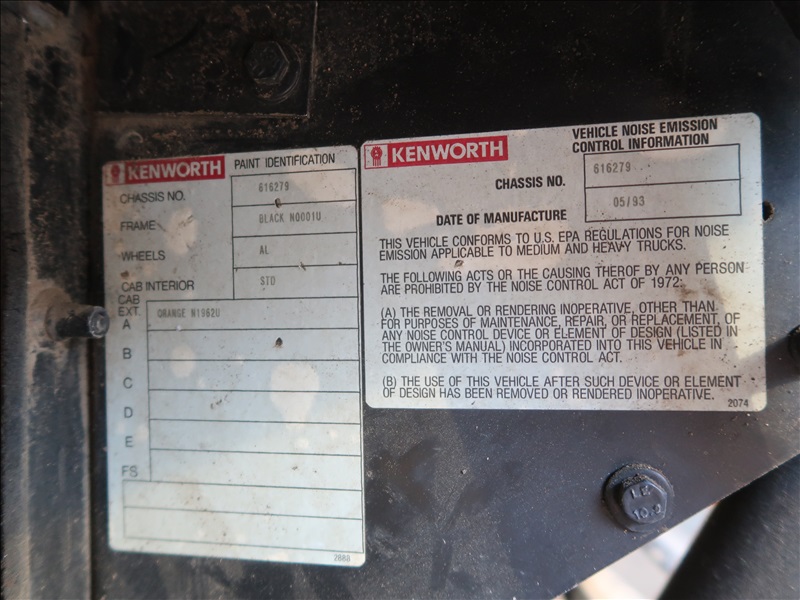 KENWORTH PAINT IDENTIFICATION
CHASSIS NO. 616279
FRAME BLACK N0001U
WHEELS AL
CAB INTERIOR STD
CAB
EXT.
A ORANGE N1962U
B
C
D
E
FS
2888
KENWORTH VEHICLE NOISE EMISSION
CONTROL INFORMATION
CHASSIS NO. 616279
DATE OF MANUFACTURE 05/93
THIS VEHICLE CONFORMS TO U.S. EPA REGULATIONS FOR NOISE
EMISSION APPLICABLE TO MEDIUM AND HEAVY TRUCKS.
THE FOLLOWING ACTS OR THE CAUSING THEROF BY ANY PERSON
ARE PROHIBITED BY THE NOISE CONTROL ACT OF 1972:
(A) THE REMOVAL OR RENDERING INOPERATIVE, OTHER THAN
FOR PURPOSES OF MAINTENANCE, REPAIR, OR REPLACEMENT, OF
ANY NOISE CONTROL DEVICE OR ELEMENT OF DESIGN (LISTED IN
THE OWNER'S MANUAL) INCORPORATED INTO THIS VEHICLE IN
COMPLIANCE WITH THE NOISE CONTROL ACT.
(B) THE USE OF THIS VEHICLE AFTER SUCH DEVICE OR ELEMENT
OF DESIGN HAS BEEN REMOVED OR RENDERED INOPERATIVE.
2074
10.9